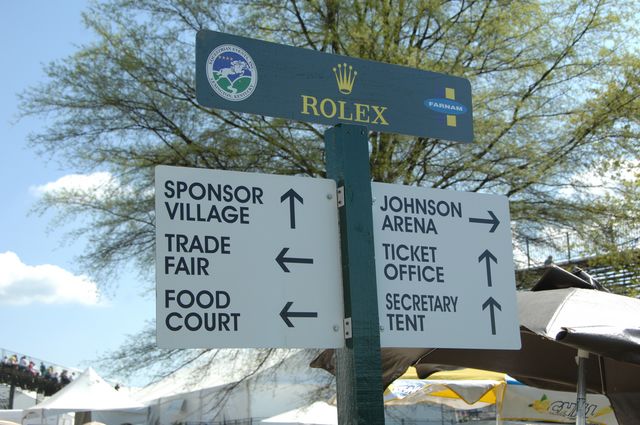 ROLEX
FARNAM
SPONSOR
VILLAGE
TRADE
FAIR
FOOD
COURT
JOHNSON
ARENA
TICKET
OFFICE
SECRETARY
TENT